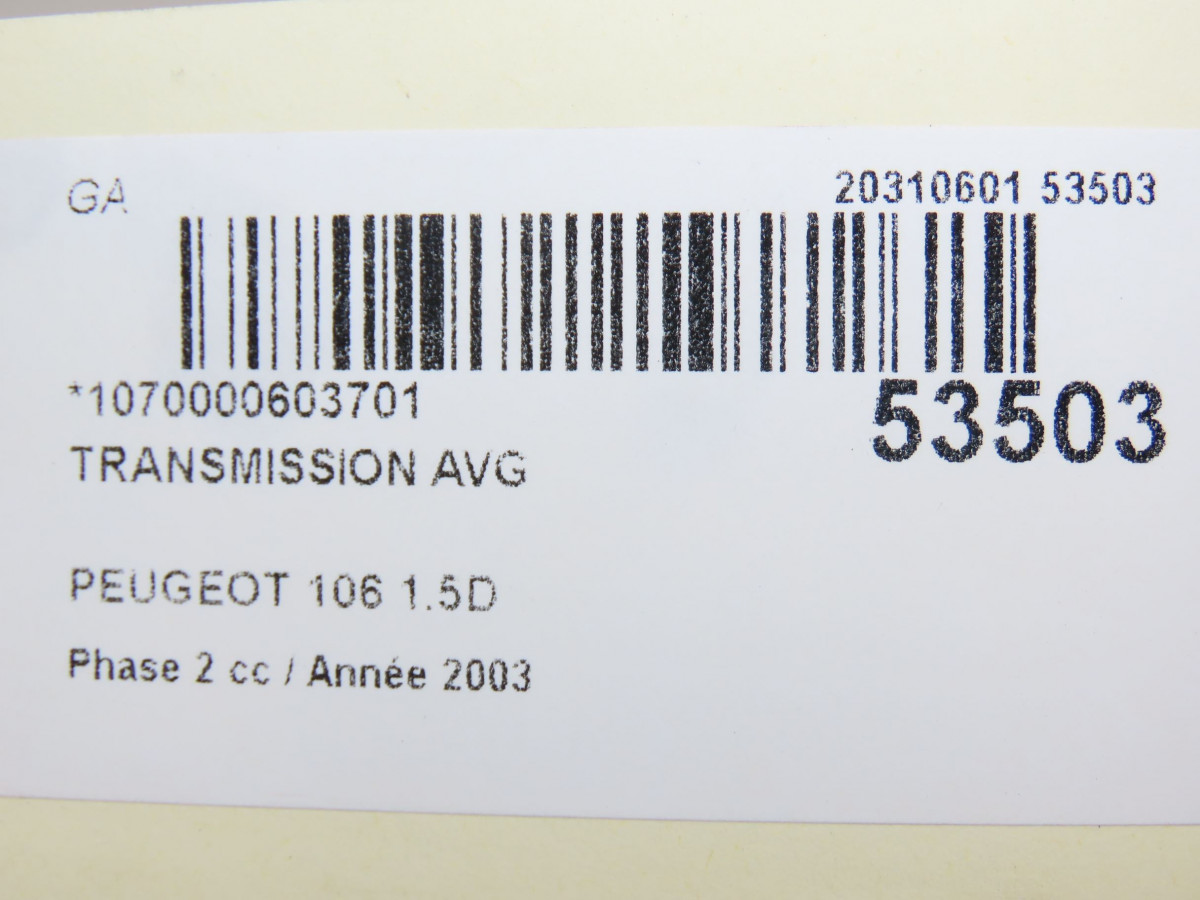 GA
20310601 53503
*1070000603701
53503
TRANSMISSION AVG
PEUGEOT 106 1.5D
Phase 2 cc / Année 2003